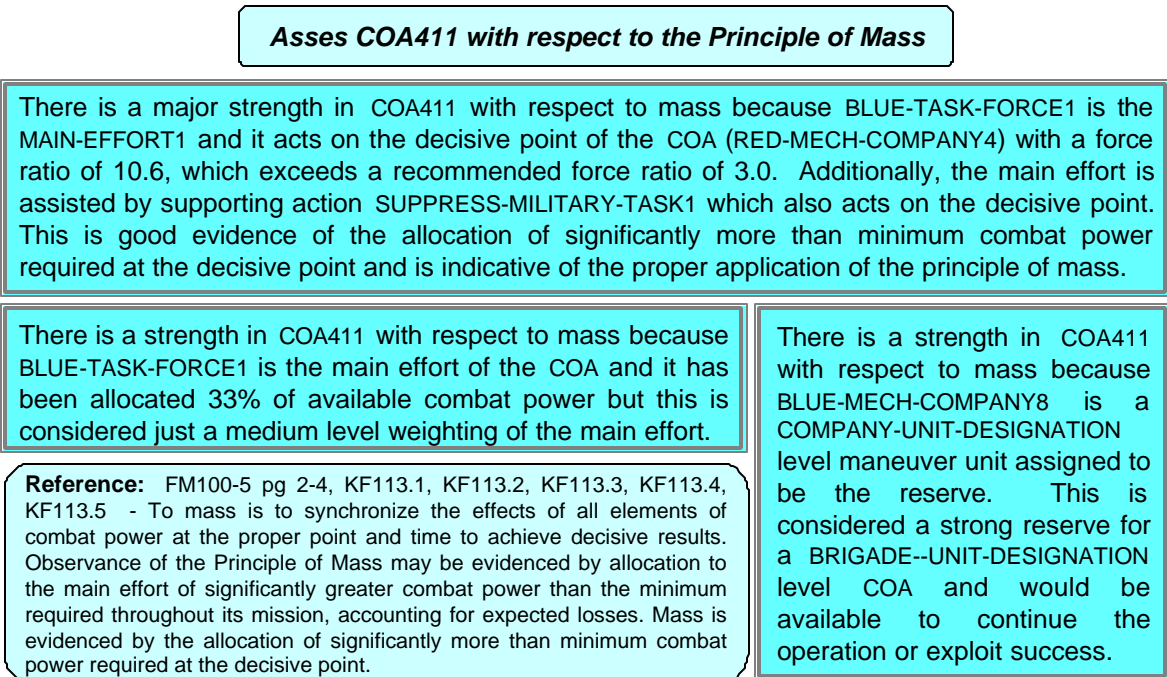 Asses COA411 with respect to the Principle of Mass
There is a major strength in COA411 with respect to mass because BLUE-TASK-FORCE1 is the
MAIN-EFFORT1 and it acts on the decisive point of the COA (RED-MECH-COMPANY4) with a force
ratio of 10.6, which exceeds a recommended force ratio of 3.0. Additionally, the main effort is
assisted by supporting action SUPPRESS-MILITARY-TASK1 which also acts on the decisive point.
This is good evidence of the allocation of significantly more than minimum combat power
required at the decisive point and is indicative of the proper application of the principle of mass.
There is a strength in COA411 with respect to mass because
BLUE-TASK-FORCE1 is the main effort of the COA and it has
been allocated 33% of available combat power but this is
considered just a medium level weighting of the main effort.
Reference: FM100-5 pg 2-4, KF113.1, KF113.2, KF113.3, KF113.4,
KF113.5 - To mass is to synchronize the effects of all elements of
combat power at the proper point and time to achieve decisive results.
Observance of the Principle of Mass may be evidenced by allocation to
the main effort of significantly greater combat power than the minimum
required throughout its mission, accounting for expected losses. Mass is
evidenced by the allocation of significantly more than minimum combat
power required at the decisive point.
There is a strength in COA411
with respect to mass because
BLUE-MECH-COMPANY8 is a
COMPANY-UNIT-DESIGNATION
level maneuver unit assigned to
be the reserve. This is
considered a strong reserve for
a BRIGADE--UNIT-DESIGNATION
level COA and would be
available to continue the
operation or exploit success.